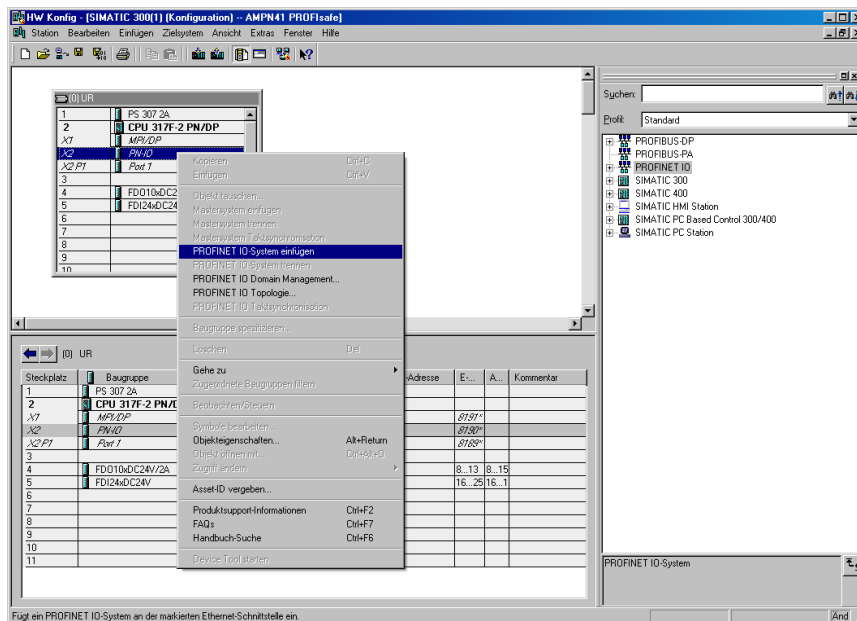 HW Konfig - [SIMATIC 300(1) (Konfiguration) -- AMPN41 PROFIsafe]
Station Bearbeiten Einfügen Zielsystem Ansicht Extras Fenster Hilfe
(0) UR
1 PS 307 2A
2 CPU 317F-2 PN/DP
X1 MPI/DP
X2 PN-IO
X2 P1 Port 1
3
4 FDO10xDC2
5 FDI24xDC24
6
7
8
9
10
Kopieren Ctrl+C
Einfügen Ctrl+V
Objekt tauschen...
Mastersystem einfügen
Mastersystem trennen
Mastersystem Taktsynchronisation
PROFINET IO-System einfügen
PROFINET IO-System trennen
PROFINET IO Domain Management...
PROFINET IO Topologie...
PROFINET IO Taktsynchronisation
Baugruppe spezifizieren...
Löschen Del
Gehe zu
Zugeordnete Baugruppen filtern
Beobachten/Steuern
Symbole bearbeiten...
Objekteigenschaften... Alt+Return
Objekt öffnen mit... Ctrl+Alt+O
Zugriff ändern
Asset-ID vergeben...
Produktsupport-Informationen Ctrl+F2
FAQs Ctrl+F7
Handbuch-Suche Ctrl+F6
Device Tool starten
Suchen:
Profil: Standard
PROFIBUS-DP
PROFIBUS-PA
PROFINET IO
SIMATIC 300
SIMATIC 400
SIMATIC HMI Station
SIMATIC PC Based Control 300/400
SIMATIC PC Station
PROFINET IO-System
(0) UR
Steckplatz Baugruppe -Adresse E-... A... Kommentar
1 PS 307 2A
2 CPU 317F-2 PN/D
X1 MPI/DP 8191*
X2 PN-IO 8190*
X2 P1 Port 1 8189*
3
4 FDO10xDC24V/2A 8...13 8...15
5 FDI24xDC24V 16...25 16...1
6
7
8
9
10
11
Fügt ein PROFINET IO-System an der markierten Ethernet-Schnittstelle ein.
Änd